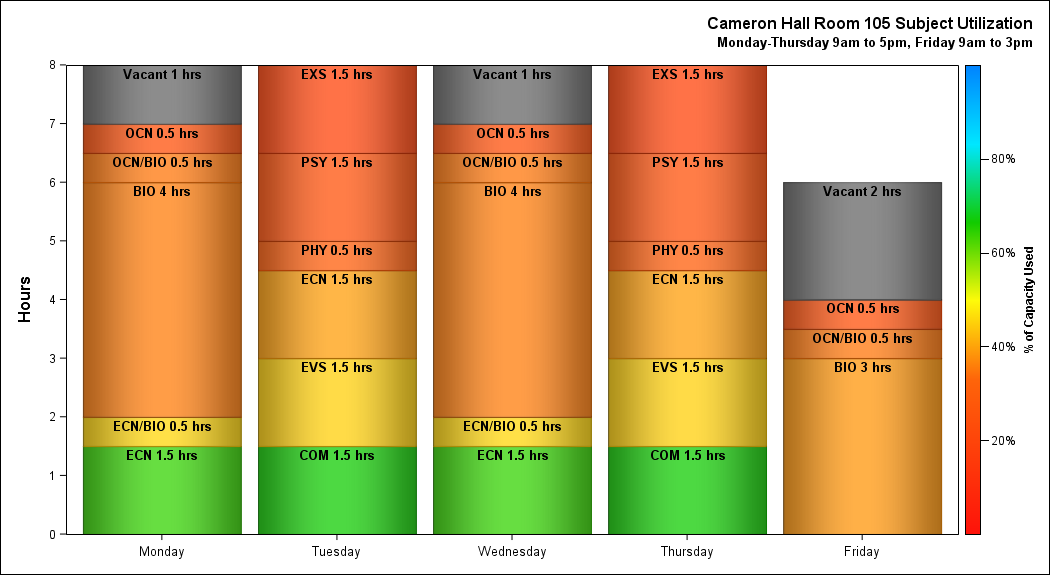 Cameron Hall Room 105 Subject Utilization
Monday-Thursday 9am to 5pm, Friday 9am to 3pm
Hours
8
7
6
5
4
3
2
1
0
Vacant 1 hrs
OCN 0.5 hrs
OCN/BIO 0.5 hrs
BIO 4 hrs
ECN/BIO 0.5 hrs
ECN 1.5 hrs
Monday
EXS 1.5 hrs
PSY 1.5 hrs
PHY 0.5 hrs
ECN 1.5 hrs
EVS 1.5 hrs
COM 1.5 hrs
Tuesday
Vacant 1 hrs
OCN 0.5 hrs
OCN/BIO 0.5 hrs
BIO 4 hrs
ECN/BIO 0.5 hrs
ECN 1.5 hrs
Wednesday
EXS 1.5 hrs
PSY 1.5 hrs
PHY 0.5 hrs
ECN 1.5 hrs
EVS 1.5 hrs
COM 1.5 hrs
Thursday
Vacant 2 hrs
OCN 0.5 hrs
OCN/BIO 0.5 hrs
BIO 3 hrs
Friday
80%
60%
40%
20%
% of Capacity Used